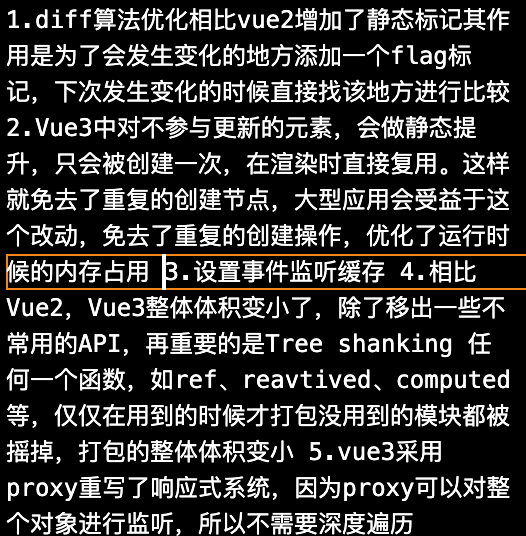 1.diff算法优化相比vue2增加了静态标记其作
用是为了会发生变化的地方添加一个flag标
记，下次发生变化的时候直接找该地方进行比较
2.Vue3中对不参与更新的元素，会做静态提
升，只会被创建一次，在渲染时直接复用。这样
就免去了重复的创建节点，大型应用会受益于这
个改动，免去了重复的创建操作，优化了运行时
候的内存占用 3.设置事件监听缓存 4.相比
Vue2，Vue3整体体积变小了，除了移出一些不
常用的API，再重要的是Tree shanking 任
何一个函数，如ref、reavtived、computed
等，仅仅在用到的时候才打包没用到的模块都被
摇掉，打包的整体体积变小 5.vue3采用
proxy重写了响应式系统，因为proxy可以对整
个对象进行监听，所以不需要深度遍历